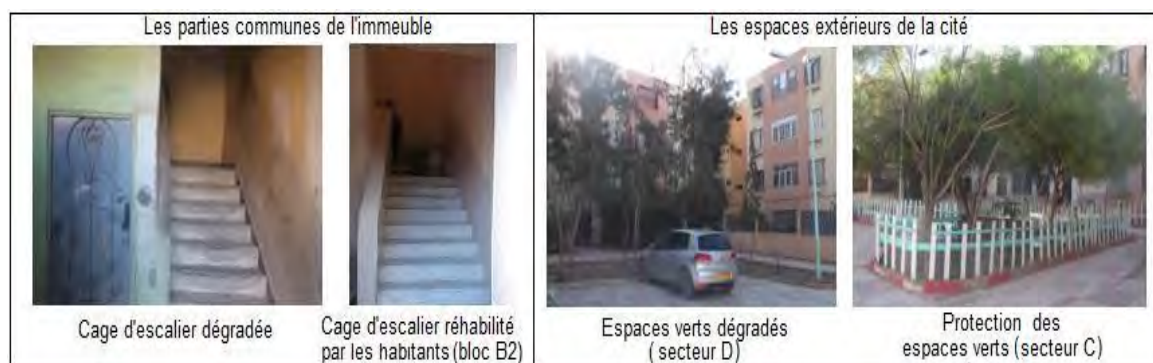 Les parties communes de l'immeuble
Les espaces extérieurs de la cité
Cage d'escalier dégradée
Cage d'escalier réhabilité
par les habitants (bloc B2)
Espaces verts dégradés
(secteur D)
Protection des
espaces verts (secteur C)